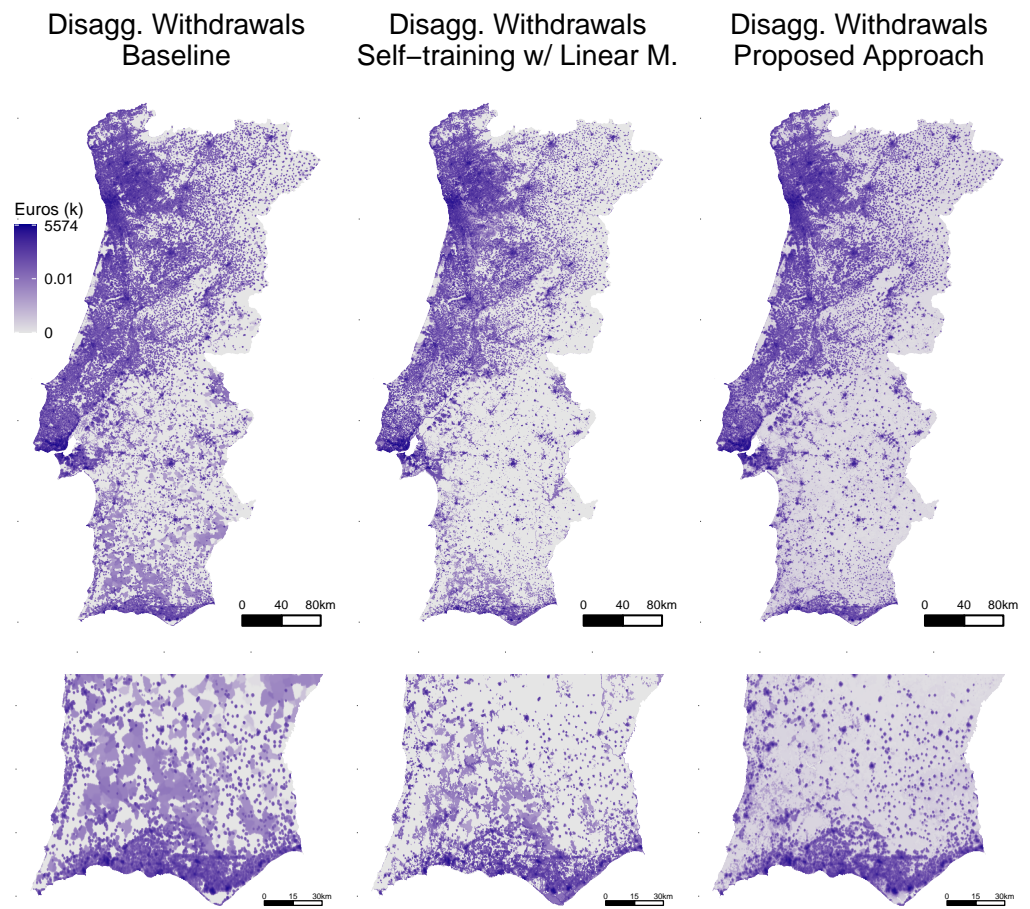 Disagg. Withdrawals
Baseline
Disagg. Withdrawals
Self−training w/ Linear M.
Disagg. Withdrawals
Proposed Approach
Euros (k)
5574
0.01
0
0 40 80km
0 40 80km
0 40 80km
0 15 30km
0 15 30km
0 15 30km